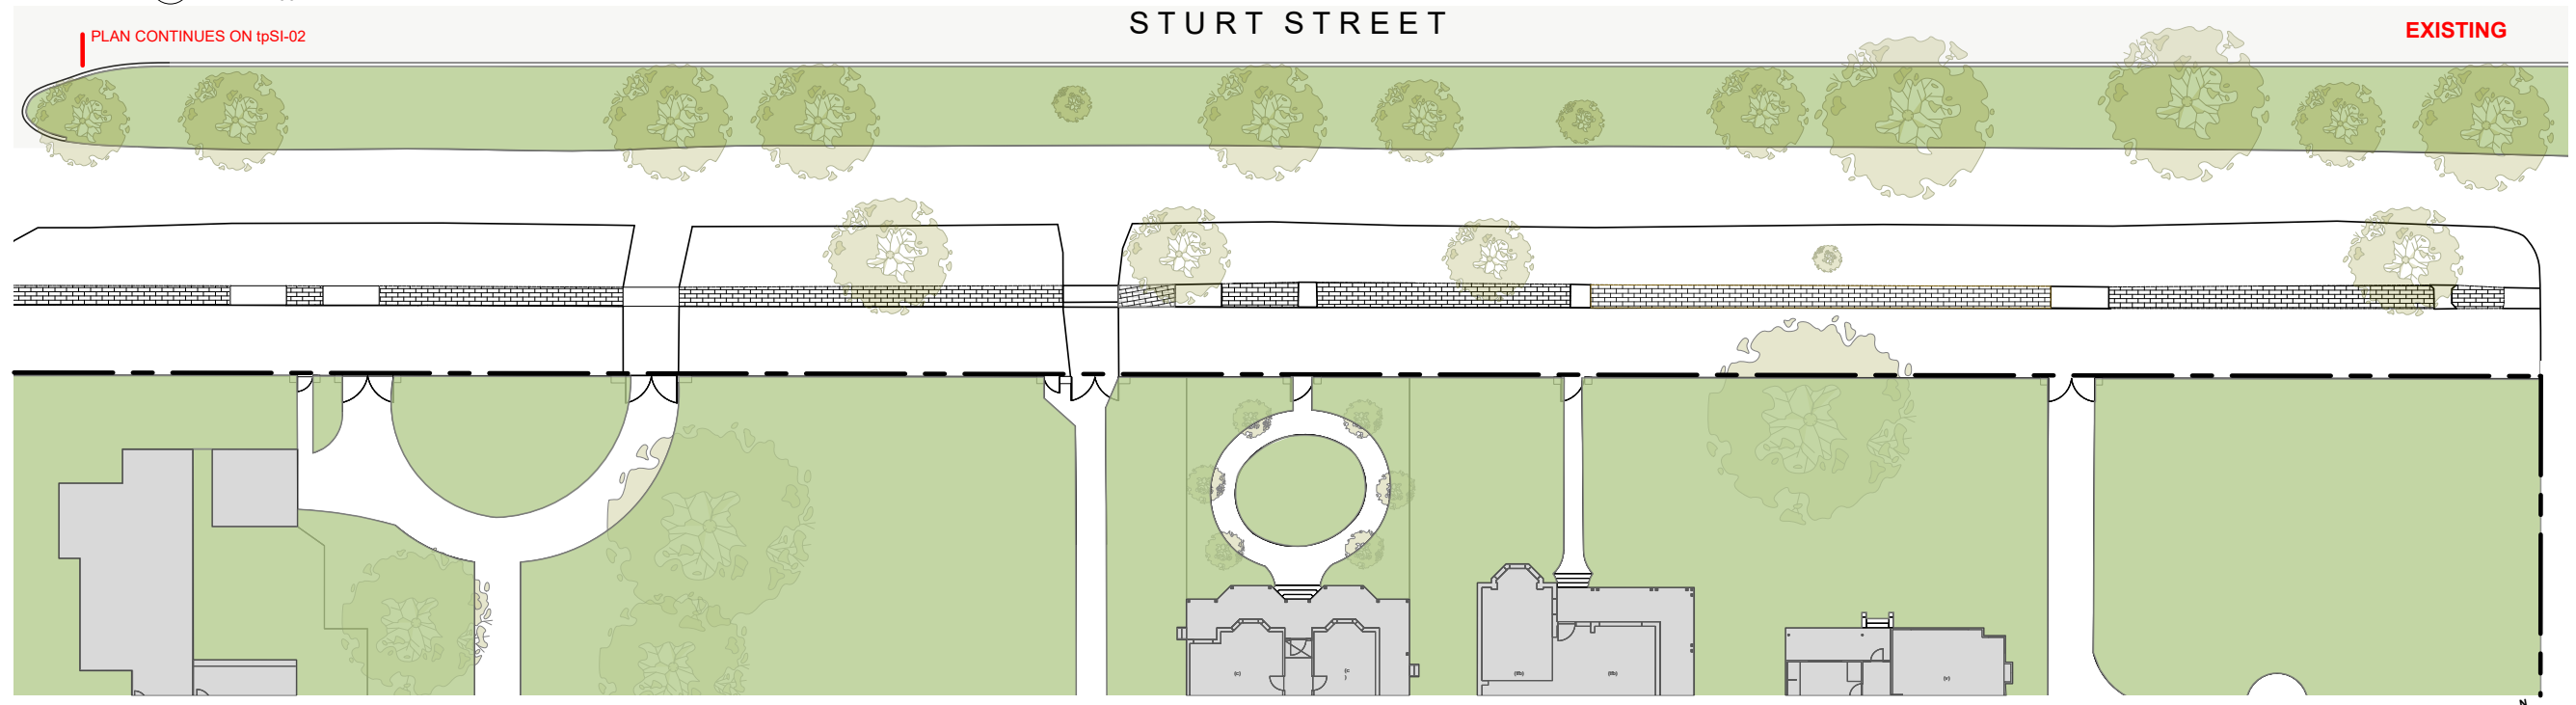 STURT STREET
EXISTING
PLAN CONTINUES ON tpSI-02
N